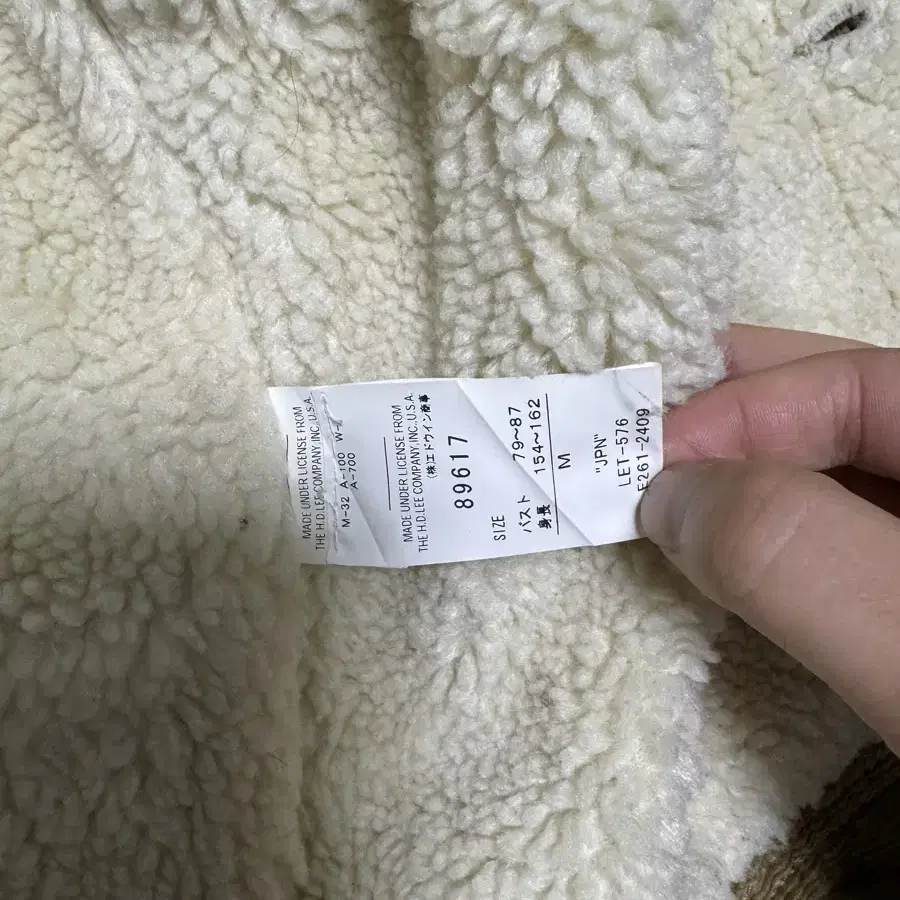 MADE UNDER LICENSE FROM
THE H.D.LEE COMPANY, INC., U.S.A.
M-32 A-100
A-700
MADE UNDER LICENSE FROM
THE H.D.LEE COMPANY, INC., U.S.A.
(株)エドウイン商事
89617
SIZE
バスト 79~87
身長 154~162
M
"JPN"
LET-576
E261-2409